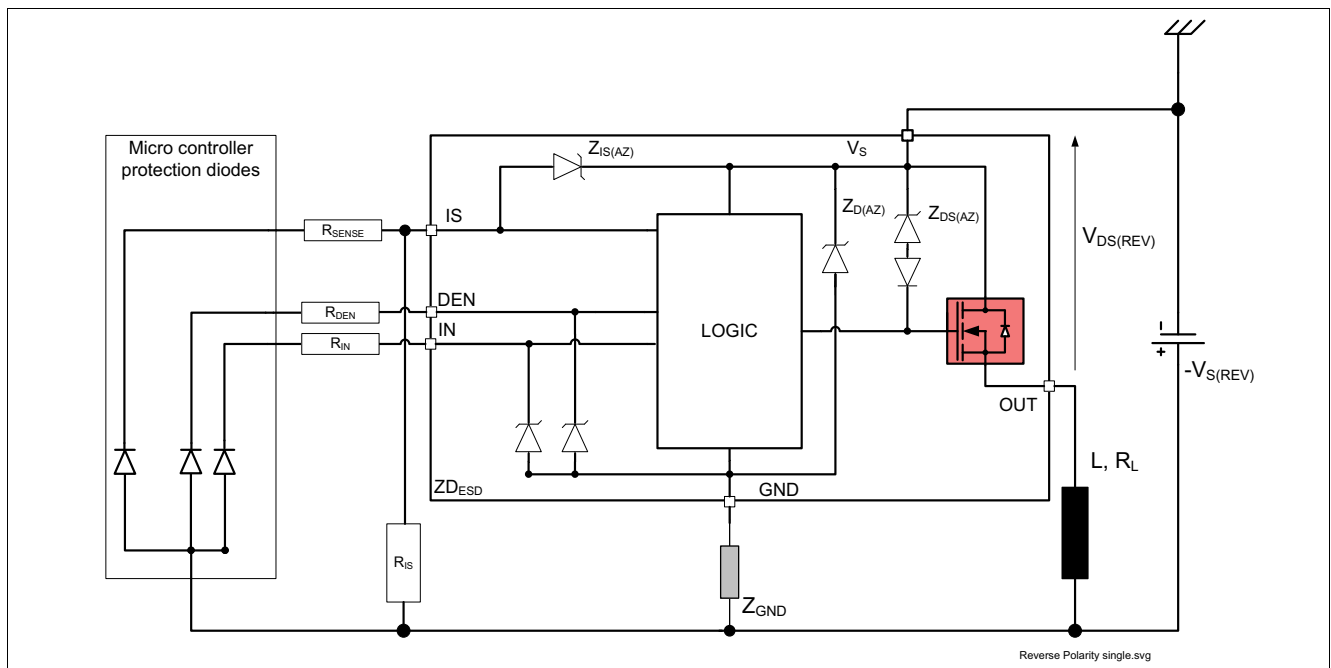 Micro controller
protection diodes
Z_IS(AZ)
V_S
Z_D(AZ)
Z_DS(AZ)
V_DS(REV)
IS
R_SENSE
DEN
R_DEN
IN
R_IN
LOGIC
-
+
-V_S(REV)
OUT
L, R_L
ZD_ESD
GND
R_IS
Z_GND
Reverse Polarity single.svg